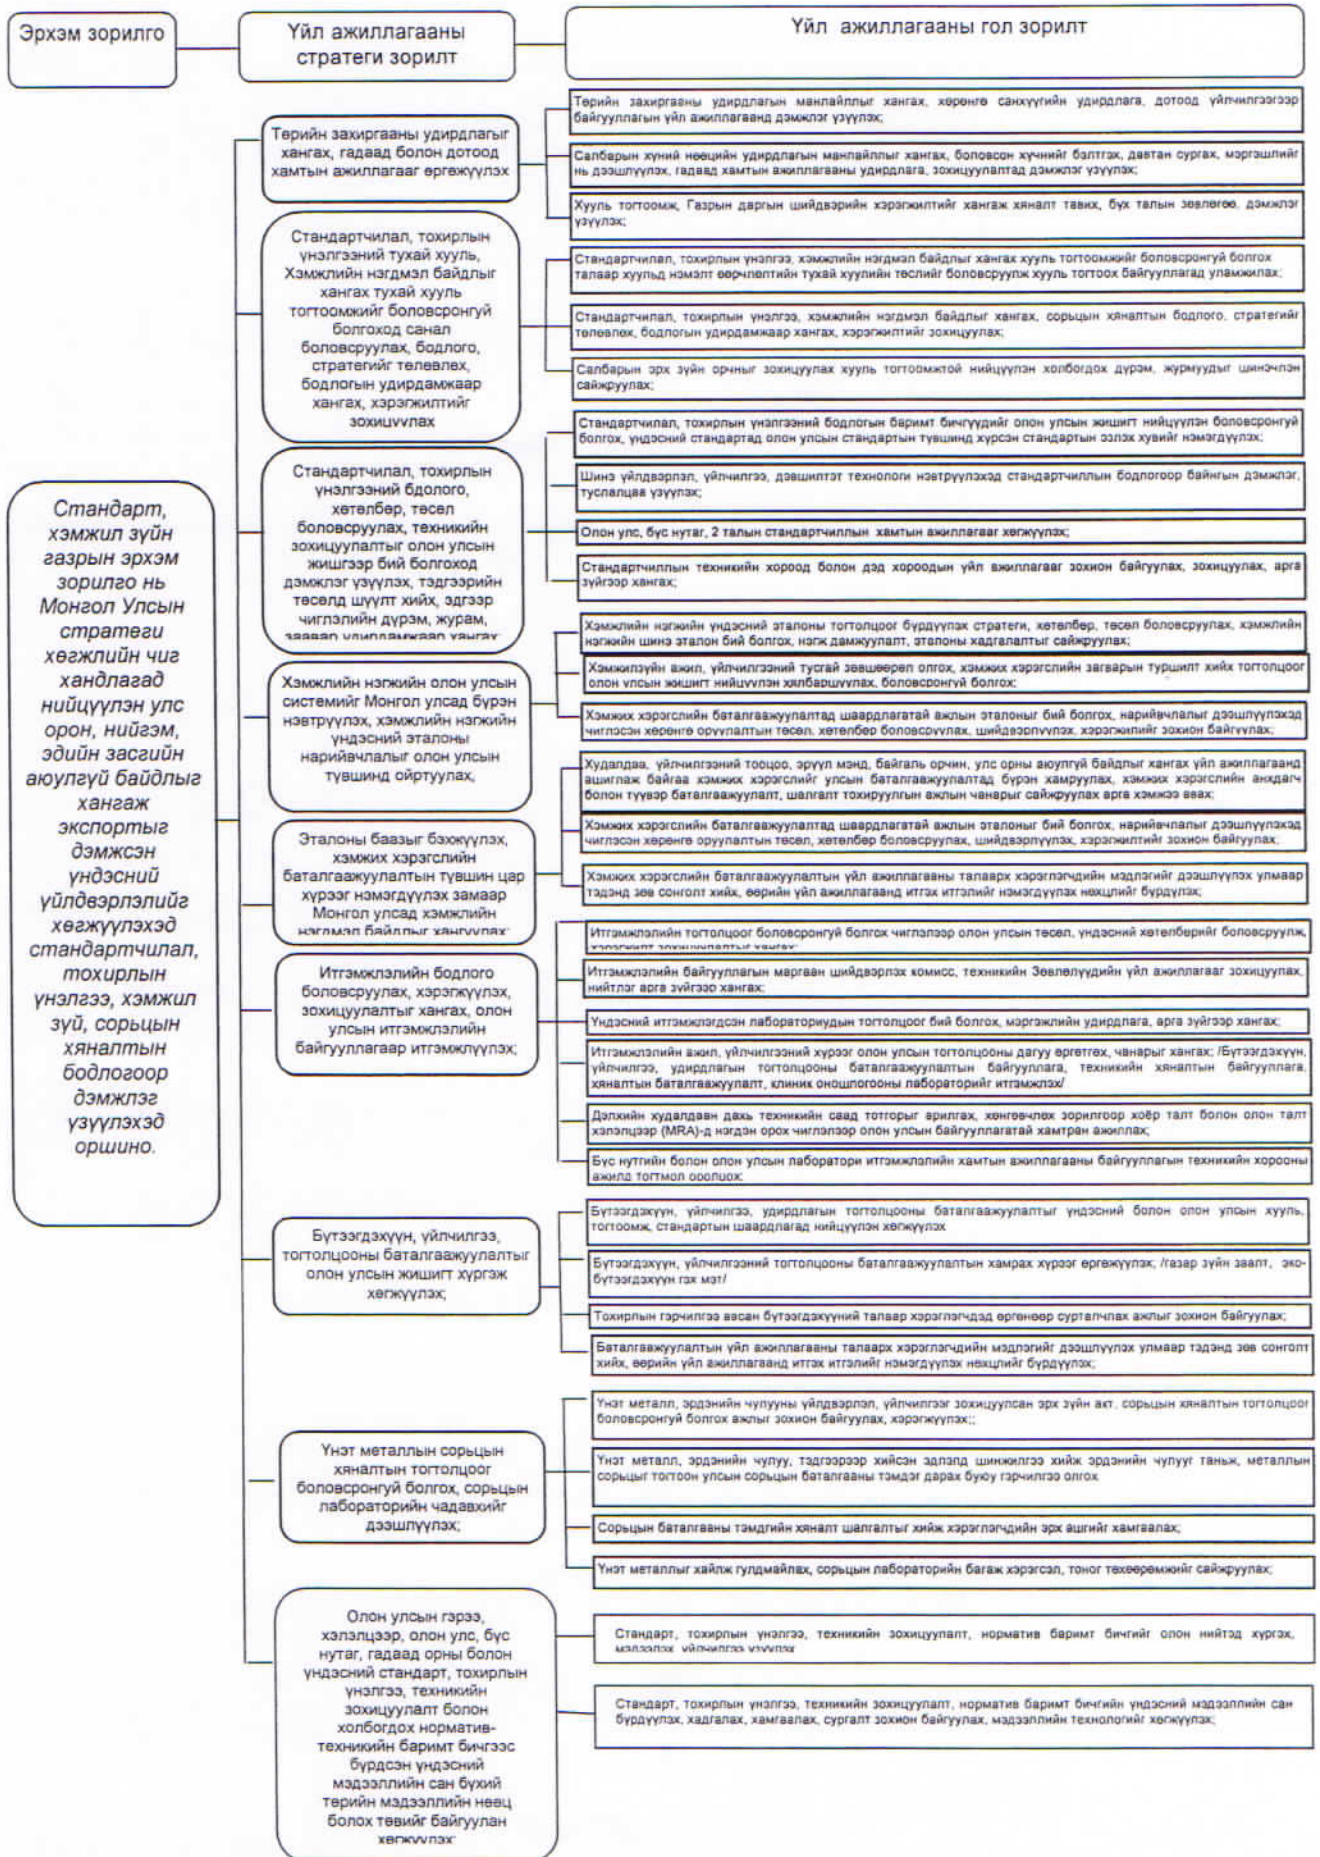 Эрхэм зорилго
Үйл ажиллагааны
стратеги зорилт
Үйл ажиллагааны гол зорилт
Стандарт,
хэмжил зүйн
газрын эрхэм
зорилго нь
Монгол Улсын
стратеги
хөгжлийн чиг
хандлагад
нийцүүлэн улс
орон, нийгэм,
эдийн засгийн
аюулгүй байдлыг
хангаж
экспортыг
дэмжсэн
үндэсний
үйлдвэрлэлийг
хөгжүүлэхэд
стандартчилал,
тохирлын
үнэлгээ, хэмжил
зүй, сорьцын
хяналтын
бодлогоор
дэмжлэг
үзүүлэхэд
оршино.
Төрийн захиргааны удирдлагыг
хангах, гадаад болон дотоод
хамтын ажиллагааг өргөжүүлэх
Төрийн захиргааны удирдлагын манлайллыг хангах, хөрөнгө санхүүгийн удирдлага, дотоод үйлчилгээгээр
байгууллагын үйл ажиллагаанд дэмжлэг үзүүлэх;
Салбарын хүний нөөцийн удирдлагын манлайллыг хангах, боловсон хүчнийг бэлтгэх, давтан сургах, мэргэшлийг
нь дээшлүүлэх, гадаад хамтын ажиллагааны удирдлага, зохицуулалтад дэмжлэг үзүүлэх;
Хууль тогтоомж, Газрын даргын шийдвэрийн хэрэгжилтийг хангаж хяналт тавих, бүх талын зөвлөгөө, дэмжлэг
үзүүлэх;
Стандартчилал, тохирлын
үнэлгээний тухай хууль,
Хэмжлийн нэгдмэл байдлыг
хангах тухай хууль
тогтоомжийг боловсронгуй
болгоход санал
боловсруулах, бодлого,
стратегийг төлөвлөх,
бодлогын удирдамжаар
хангах, хэрэгжилтийг
зохицуулах
Стандартчилал, тохирлын үнэлгээ, хэмжлийн нэгдмэл байдлыг хангах хууль тогтоомжийг боловсронгуй болгох
талаар хуульд нэмэлт өөрчлөлтийн тухай хуулийн төслийг боловсруулж хууль тогтоох байгууллагад уламжилах;
Стандартчилал, тохирлын үнэлгээ, хэмжлийн нэгдмэл байдлыг хангах, сорьцын хяналтын бодлого, стратегийг
төлөвлөх, бодлогын удирдамжаар хангах, хэрэгжилтийг зохицуулах;
Салбарын эрх зүйн орчныг зохицуулах хууль тогтоомжтой нийцүүлэн холбогдох дүрэм, журмуудыг шинэчлэн
сайжруулах;
Стандартчилал, тохирлын
үнэлгээний бдолого,
хөтөлбөр, төсөл
боловсруулах, техникийн
зохицуулалтыг олон улсын
жишгээр бий болгоход
дэмжлэг үзүүлэх, тэдгээрийн
төсөлд шүүлт хийх, эдгээр
чиглэлийн дүрэм, журам,
заавар удирдамжаар хангах;
Стандартчилал, тохирлын үнэлгээний бодлогын баримт бичгүүдийг олон улсын жишигт нийцүүлэн боловсронгуй
болгох, үндэсний стандартад олон улсын стандартын түвшинд хүрсэн стандартын эзлэх хувийг нэмэгдүүлэх;
Шинэ үйлдвэрлэл, үйлчилгээ, дэвшилтэт технологи нэвтрүүлэхэд стандартчиллын бодлогоор байнгын дэмжлэг,
туслалцаа үзүүлэх;
Олон улс, бүс нутаг, 2 талын стандартчиллын хамтын ажиллагааг хөгжүүлэх;
Стандартчиллын техникийн хороод болон дэд хороодын үйл ажиллагааг зохион байгуулах, зохицуулах, арга
зүйгээр хангах;
Хэмжлийн нэгжийн олон улсын
системийг Монгол улсад бүрэн
нэвтрүүлэх, хэмжлийн нэгжийн
үндэсний эталоны
нарийвчлалыг олон улсын
түвшинд ойртуулах,
Хэмжлийн нэгжийн үндэсний эталоны тогтолцоог бүрдүүлэх стратеги, хөтөлбөр, төсөл боловсруулах, хэмжлийн
нэгжийн шинэ эталон бий болгох, нэгж дамжуулалт, эталоны хадгалалтыг сайжруулах;
Хэмжилзүйн ажил, үйлчилгээний тусгай зөвшөөрөл олгох, хэмжих хэрэгслийн загварын туршилт хийх тогтолцоог
олон улсын жишигт нийцүүлэн хялбаршуулах, боловсронгуй болгох;
Хэмжих хэрэгслийн баталгаажуулалтад шаардлагатай ажлын эталоныг бий болгох, нарийвчлалыг дээшлүүлэхэд
чиглэсэн хөрөнгө оруулалтын төсөл, хөтөлбөр боловсруулах, шийдвэрлүүлэх, хэрэгжилийг зохион байгуулах;
Эталоны баазыг бэхжүүлэх,
хэмжих хэрэгслийн
баталгаажуулалтын түвшин цар
хүрээг нэмэгдүүлэх замаар
Монгол улсад хэмжлийн
нэгдмэл байдлыг хангуулах;
Худалдаа, үйлчилгээний тооцоо, эрүүл мэнд, байгаль орчин, улс орны аюулгүй байдлыг хангах үйл ажиллагаанд
ашиглаж байгаа хэмжих хэрэгслийг улсын баталгаажуулалтад бүрэн хамруулах, хэмжих хэрэгслийн анхдагч
болон түүвэр баталгаажуулалт, шалгалт тохируулгын ажлын чанарыг сайжруулах арга хэмжээ авах;
Хэмжих хэрэгслийн баталгаажуулалтад шаардлагатай ажлын эталоныг бий болгох, нарийвчлалыг дээшлүүлэхэд
чиглэсэн хөрөнгө оруулалтын төсөл, хөтөлбөр боловсруулах, шийдвэрлүүлэх, хэрэгжилтийг зохион байгуулах,
Хэмжих хэрэгслийн баталгаажуулалтын үйл ажиллагааны талаарх хэрэглэгчдийн мэдлэгийг дээшлүүлэх улмаар
тэдэнд зөв сонголт хийх, өөрийн үйл ажиллагаанд итгэх итгэлийг нэмэгдүүлэх нөхцлийг бүрдүүлэх;
Итгэмжлэлийн бодлого
боловсруулах, хэрэгжүүлэх,
зохицуулалтыг хангах, олон
улсын итгэмжлэлийн
байгууллагаар итгэмжлүүлэх;
Итгэмжлэлийн тогтолцоог боловсронгуй болгох чиглэлээр олон улсын төсөл, үндэсний хөтөлбөрийг боловсруулж,
хэрэгжилт зохицуулалтыг хангах;
Итгэмжлэлийн байгууллагын маргаан шийдвэрлэх комисс, техникийн Зөвлөлүүдийн үйл ажиллагааг зохицуулах,
нийтлэг арга зүйгээр хангах;
Үндэсний итгэмжлэгдсэн лабораториудын тогтолцоог бий болгох, мэргэжлийн удирдлага, арга зүйгээр хангах;
Итгэмжлэлийн ажил, үйлчилгээний хүрээг олон улсын тогтолцооны дагуу өргөтгөх, чанарыг хангах; /Бүтээгдэхүүн,
үйлчилгээ, удирдлагын тогтолцооны баталгаажуулалтын байгууллага, техникийн хяналтын байгууллага,
хяналтын баталгаажуулалт, клиник оношлогооны лабораторийг итгэмжлэх/
Дэлхийн худалдаан дахь техникийн саад тотгорыг арилгах, хөнгөвчлөх зорилгоор хоёр талт болон олон талт
хэлэлцээр (MRA)-д нэгдэн орох чиглэлээр олон улсын байгууллагатай хамтран ажиллах;
Бүс нутгийн болон олон улсын лаборатори итгэмжлэлийн хамтын ажиллагааны байгууллагын техникийн хорооны
ажилд тогтмол оролцох;
Бүтээгдэхүүн, үйлчилгээ,
тогтолцооны баталгаажуулалтыг
олон улсын жишигт хүргэж
хөгжүүлэх;
Бүтээгдэхүүн, үйлчилгээ, удирдлагын тогтолцооны баталгаажуулалтыг үндэсний болон олон улсын хууль,
тогтоомж, стандартын шаардлагад нийцүүлэн хөгжүүлэх
Бүтээгдэхүүн, үйлчилгээний тогтолцооны баталгаажуулалтын хамрах хүрээг өргөжүүлэх; /газар зүйн заалт, эко-
бүтээгдэхүүн гэх мэт/
Тохирлын гэрчилгээ авсан бүтээгдэхүүний талаар хэрэглэгчдэд өргөнөөр сурталчлах ажлыг зохион байгуулах;
Баталгаажуулалтын үйл ажиллагааны талаарх хэрэглэгчдийн мэдлэгийг дээшлүүлэх улмаар тэдэнд зөв сонголт
хийх, өөрийн үйл ажиллагаанд итгэх итгэлийг нэмэгдүүлэх нөхцлийг бүрдүүлэх;
Үнэт металлын сорьцын
хяналтын тогтолцоог
боловсронгуй болгох, сорьцын
лабораторийн чадавхийг
дээшлүүлэх;
Үнэт металл, эрдэнийн чулууны үйлдвэрлэл, үйлчилгээг зохицуулсан эрх зүйн акт, сорьцын хяналтын тогтолцоог
боловсронгуй болгох ажлыг зохион байгуулах, хэрэгжүүлэх;;
Үнэт металл, эрдэнийн чулуу, тэдгээрээр хийсэн эдлэлд шинжилгээ хийж эрдэнийн чулууг таньж, металлын
сорьцыг тогтоон улсын сорьцын баталгааны тэмдэг дарах буюу гэрчилгээ олгох
Сорьцын баталгааны тэмдгийн хяналт шалгалтыг хийж хэрэглэгчдийн эрх ашгийг хамгаалах;
Үнэт металлыг хайлж гулдмайлах, сорьцын лабораторийн багаж хэрэгсэл, тоног төхөөрөмжийг сайжруулах;
Олон улсын гэрээ,
хэлэлцээр, олон улс, бүс
нутаг, гадаад орны болон
үндэсний стандарт, тохирлын
үнэлгээ, техникийн
зохицуулалт болон
холбогдох норматив-
техникийн баримт бичгээс
бүрдсэн үндэсний
мэдээллийн сан бүхий
төрийн мэдээллийн нөөц
болох төвийг байгуулан
хөгжүүлэх;
Стандарт, тохирлын үнэлгээ, техникийн зохицуулалт, норматив баримт бичгийг олон нийтэд хүргэх,
мэдээлэх, үйлчилгээ үзүүлэх
Стандарт, тохирлын үнэлгээ, техникийн зохицуулалт, норматив баримт бичгийн үндэсний мэдээллийн сан
бүрдүүлэх, хадгалах, хамгаалах, сургалт зохион байгуулах, мэдээллийн технологийг хөгжүүлэх;